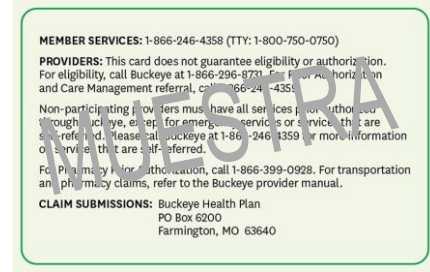 MEMBER SERVICES: 1-866-246-4358 (TTY: 1-800-750-0750)
PROVIDERS: This card does not guarantee eligibility or authorization.
For eligibility, call Buckeye at 1-866-296-8731. For Prior Authorization
and Care Management referral, call 866-246-4359
Non-participating providers must have all services prior authorized
through Buckeye, except for emergency services or services that are
self-referred. Please call Buckeye at 1-866-246-4359 for more information
on services that are self-referred.
For Pharmacy Prior Authorization, call 1-866-399-0928. For transportation
and pharmacy claims, refer to the Buckeye provider manual.
CLAIM SUBMISSIONS: Buckeye Health Plan
PO Box 6200
Farmington, MO 63640
MUESTRA